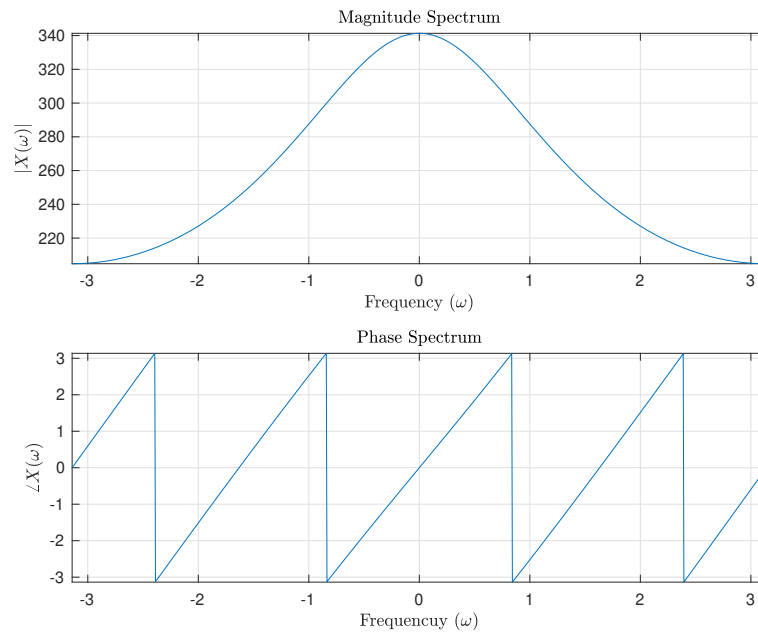 Magnitude Spectrum
340
320
300
280
260
240
220
|X(ω)|
-3 -2 -1 0 1 2 3
Frequency (ω)
Phase Spectrum
3
2
1
0
-1
-2
-3
∠X(ω)
-3 -2 -1 0 1 2 3
Frequencuy (ω)